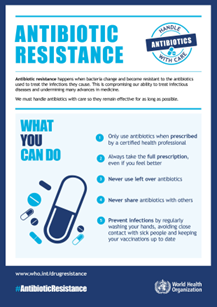 ANTIBIOTIC
RESISTANCE
HANDLE
ANTIBIOTICS
WITH CARE
Antibiotic resistance happens when bacteria change and become resistant to the antibiotics
used to treat the infections they cause. This is compromising our ability to treat infectious
diseases and undermining many advances in medicine.
We must handle antibiotics with care so they remain effective for as long as possible.
WHAT
YOU
CAN DO
1 Only use antibiotics when prescribed
by a certified health professional
2 Always take the full prescription,
even if you feel better
3 Never use left over antibiotics
4 Never share antibiotics with others
5 Prevent infections by regularly
washing your hands, avoiding close
contact with sick people and keeping
your vaccinations up to date
www.who.int/drugresistance
#AntibioticResistance
World Health
Organization